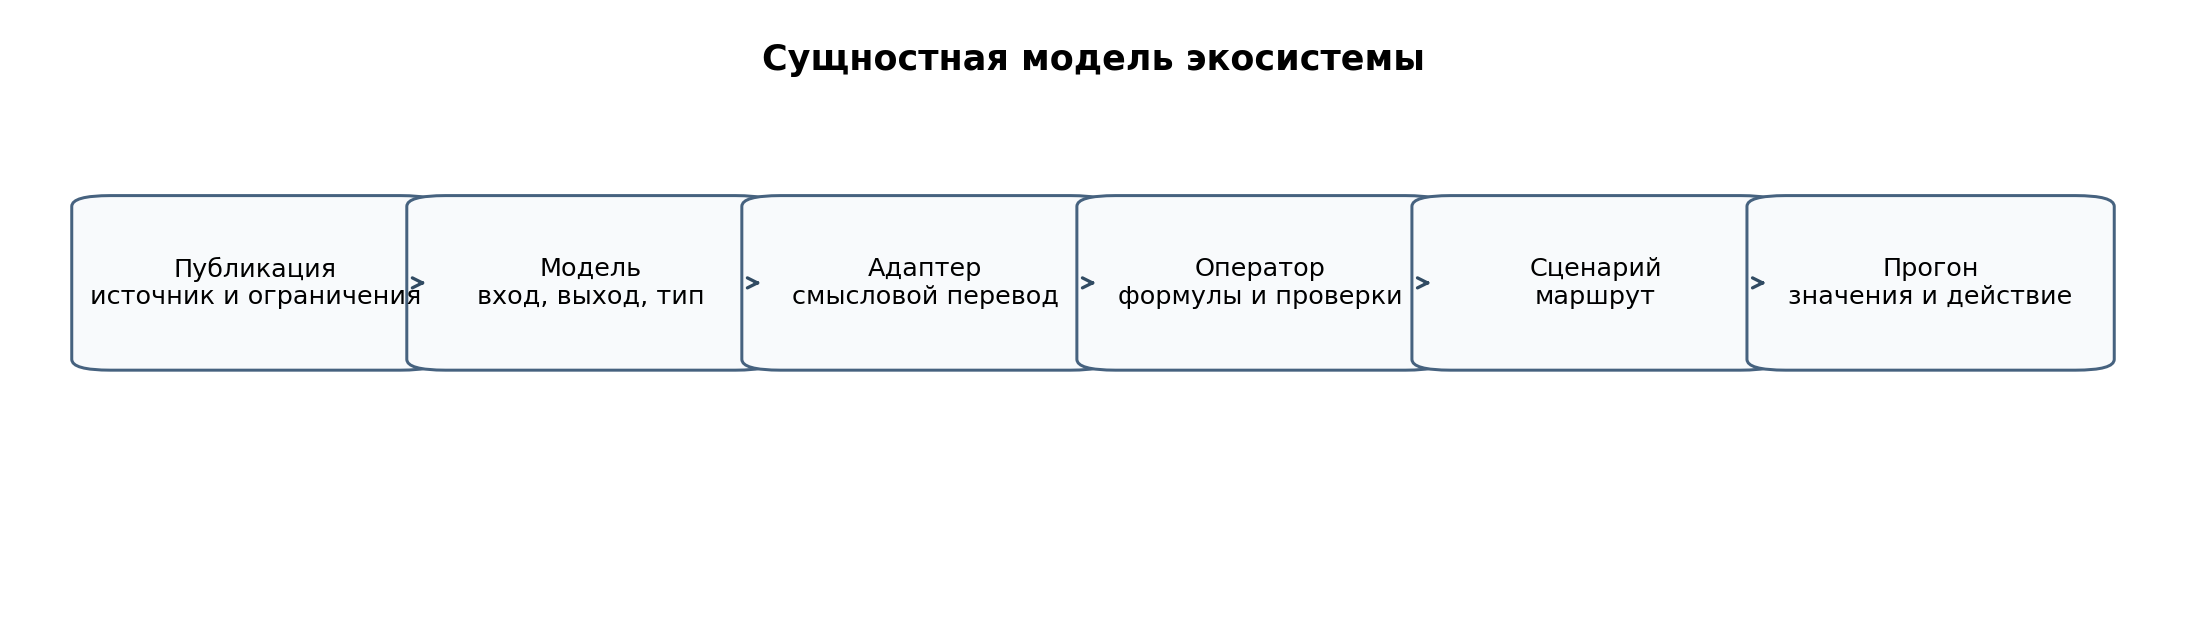 Сущностная модель экосистемы
Публикация
источник и ограничения
Модель
вход, выход, тип
Адаптер
смысловой перевод
Оператор
формулы и проверки
Сценарий
маршрут
Прогон
значения и действие